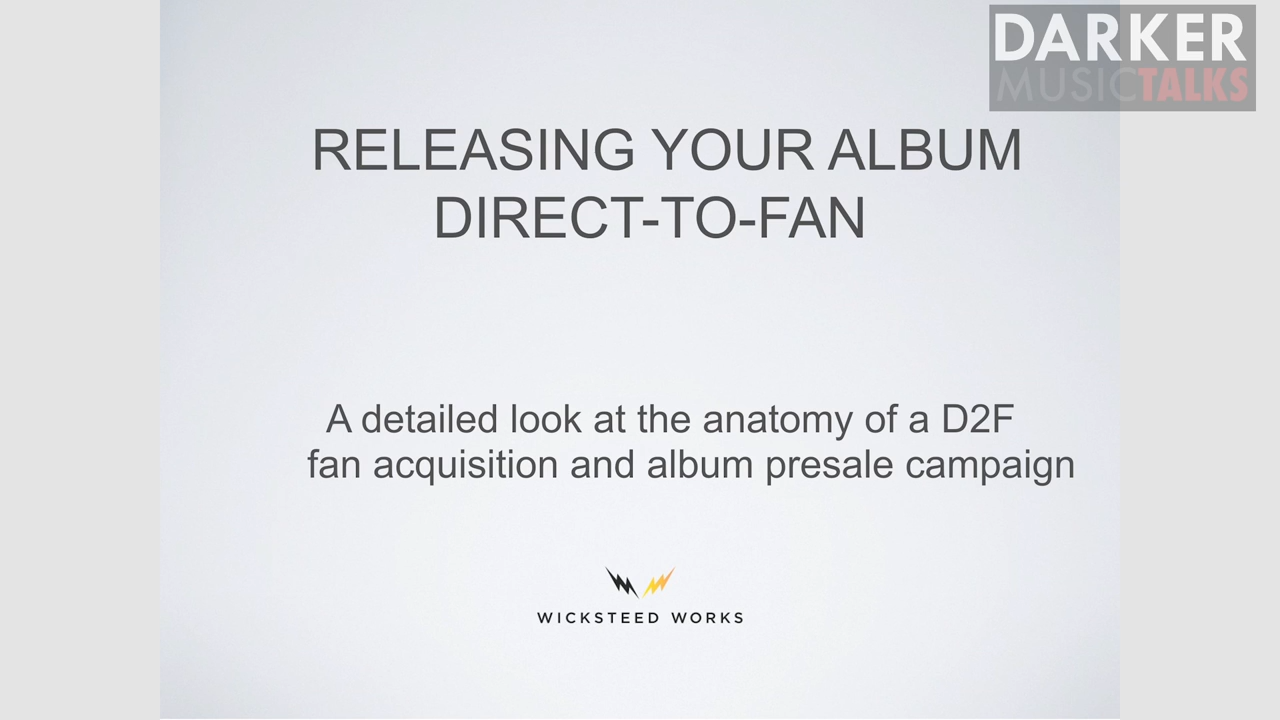 DARKER
MUSICTALKS
RELEASING YOUR ALBUM
DIRECT-TO-FAN
A detailed look at the anatomy of a D2F
fan acquisition and album presale campaign
WICKSTEED WORKS